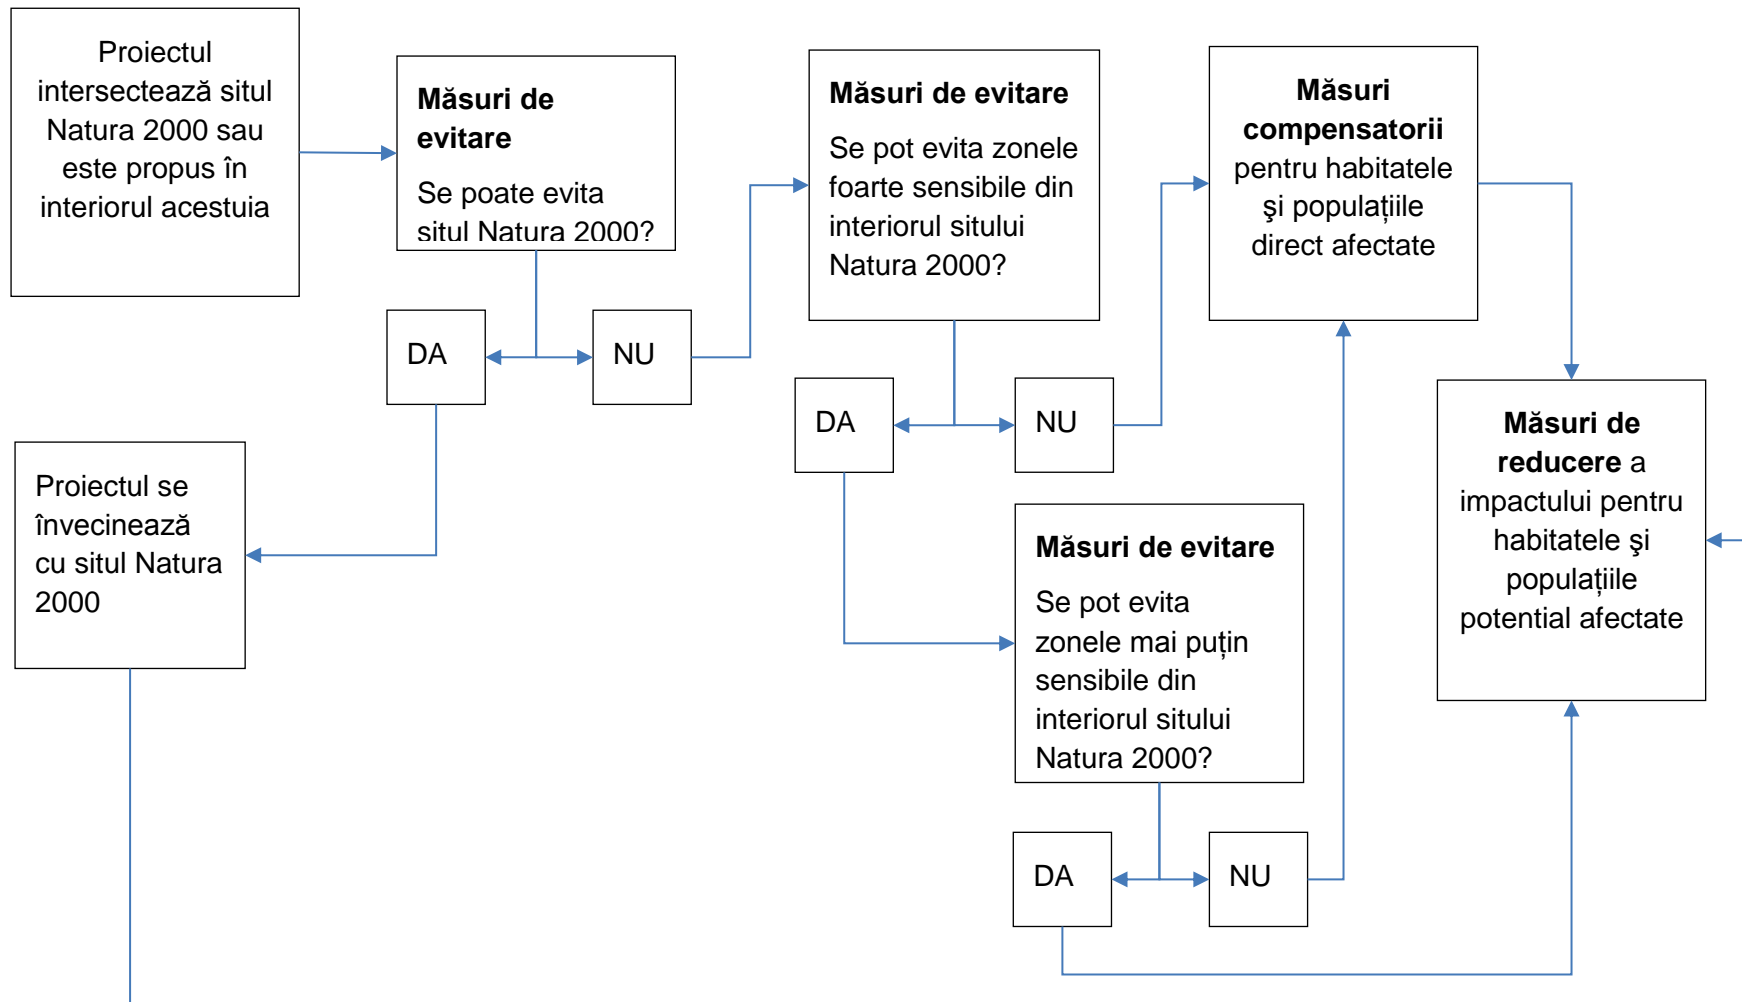 Proiectul
intersectează situl
Natura 2000 sau
este propus în
interiorul acestuia
Măsuri de
evitare
Se poate evita
situl Natura 2000?
DA
NU
Proiectul se
învecinează
cu situl Natura
2000
Măsuri de evitare
Se pot evita zonele
foarte sensibile din
interiorul sitului
Natura 2000?
DA
NU
Măsuri de evitare
Se pot evita
zonele mai puțin
sensibile din
interiorul sitului
Natura 2000?
DA
NU
Măsuri
compensatorii
pentru habitatele
şi populațiile
direct afectate
Măsuri de
reducere a
impactului pentru
habitatele şi
populațiile
potential afectate